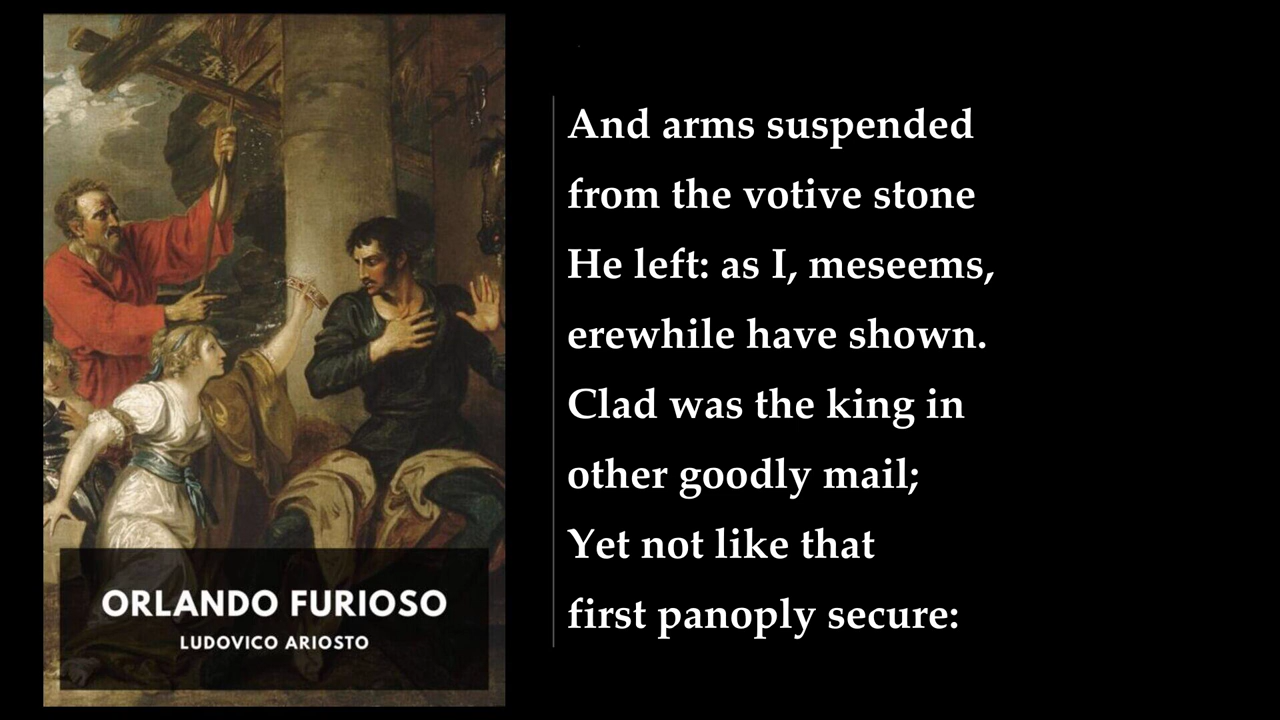 ORLANDO FURIOSO
LUDOVICO ARIOSTO
And arms suspended
from the votive stone
He left: as I, meseems,
erewhile have shown.
Clad was the king in
other goodly mail;
Yet not like that
first panoply secure: